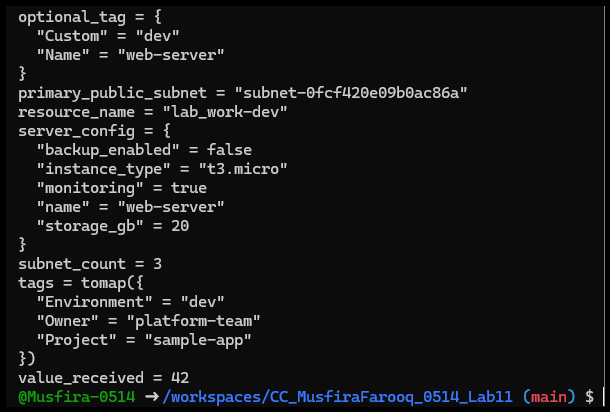 optional_tag = {
  "Custom" = "dev"
  "Name" = "web-server"
}
primary_public_subnet = "subnet-0fcf420e09b0ac86a"
resource_name = "lab_work-dev"
server_config = {
  "backup_enabled" = false
  "instance_type" = "t3.micro"
  "monitoring" = true
  "name" = "web-server"
  "storage_gb" = 20
}
subnet_count = 3
tags = tomap({
  "Environment" = "dev"
  "Owner" = "platform-team"
  "Project" = "sample-app"
})
value_received = 42
@Musfira-0514 ➜ /workspaces/CC_MusfiraFarooq_0514_Lab11 (main) $